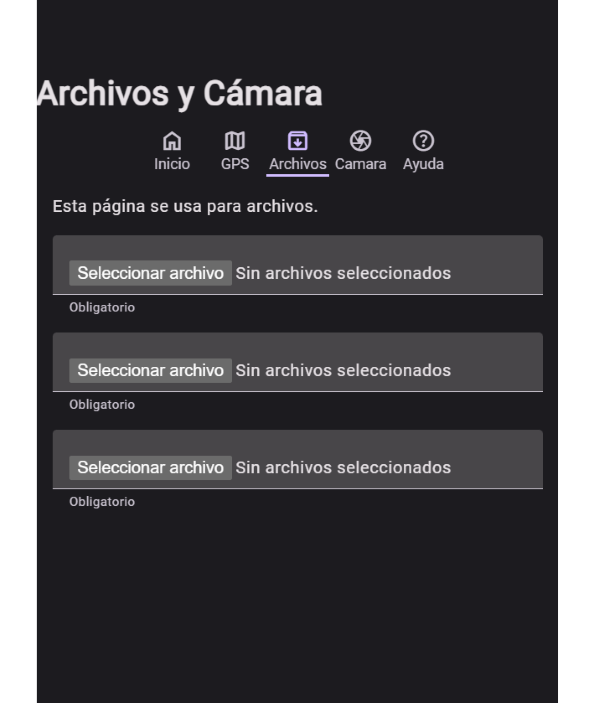 Archivos y Cámara
Inicio GPS Archivos Camara Ayuda
Esta página se usa para archivos.
Seleccionar archivo Sin archivos seleccionados
Obligatorio
Seleccionar archivo Sin archivos seleccionados
Obligatorio
Seleccionar archivo Sin archivos seleccionados
Obligatorio